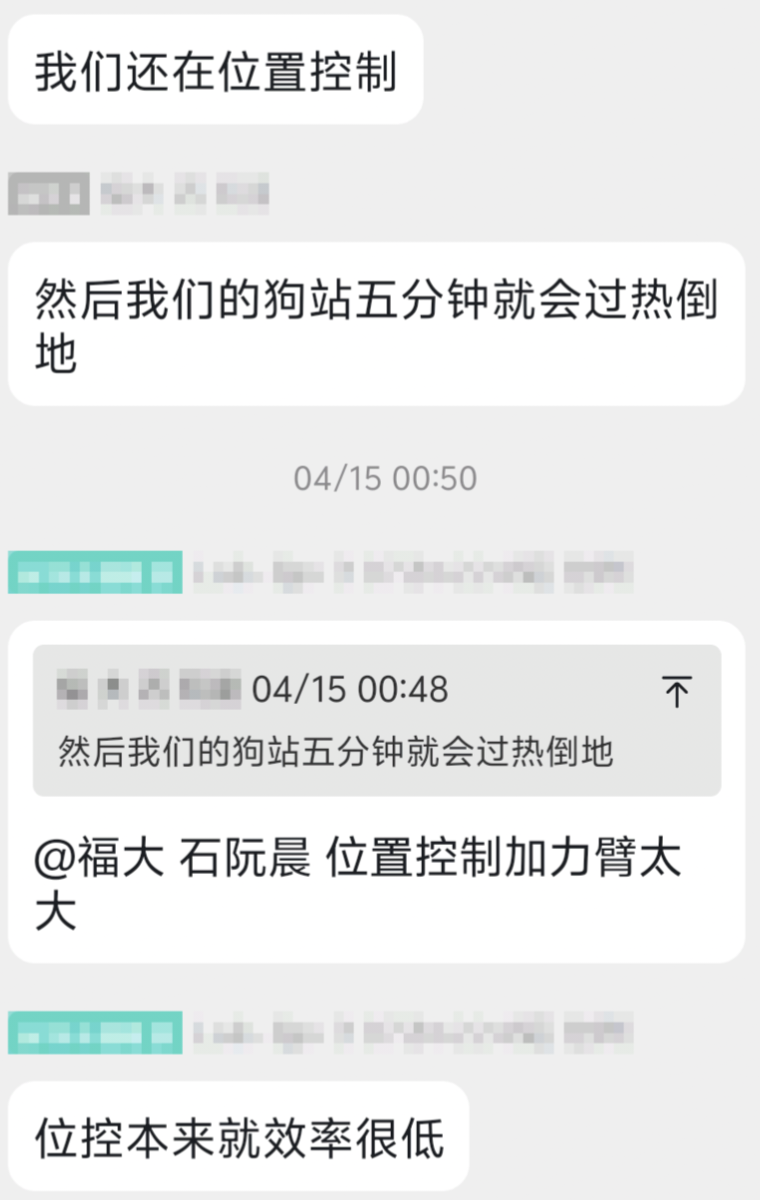 我们还在位置控制
然后我们的狗站五分钟就会过热倒
地
04/15 00:50
04/15 00:48
然后我们的狗站五分钟就会过热倒地
@福大 石阮晨 位置控制加力臂太
大
位控本来就效率很低